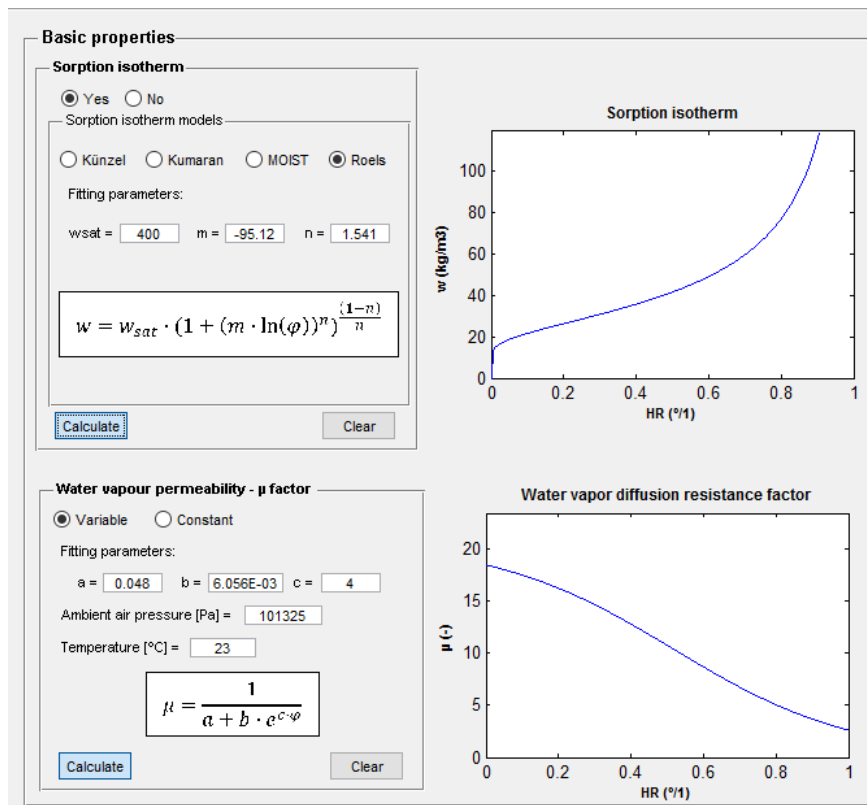 Basic properties
Sorption isotherm
Yes No
Sorption isotherm models
Künzel Kumaran MOIST Roels
Fitting parameters:
wsat = 400 m = -95.12 n = 1.541
w = w_sat · (1 + (m · ln(φ))^n)^((1−n)/n)
Calculate Clear
Sorption isotherm
w (kg/m3)
100
80
60
40
20
0
0 0.2 0.4 0.6 0.8 1
HR (º/1)
Water vapour permeability - µ factor
Variable Constant
Fitting parameters:
a = 0.048 b = 6.056E-03 c = 4
Ambient air pressure [Pa] = 101325
Temperature [ºC] = 23
μ = 1 / (a + b · e^(c·φ))
Calculate Clear
Water vapor diffusion resistance factor
µ (-)
20
15
10
5
0
0 0.2 0.4 0.6 0.8 1
HR (º/1)